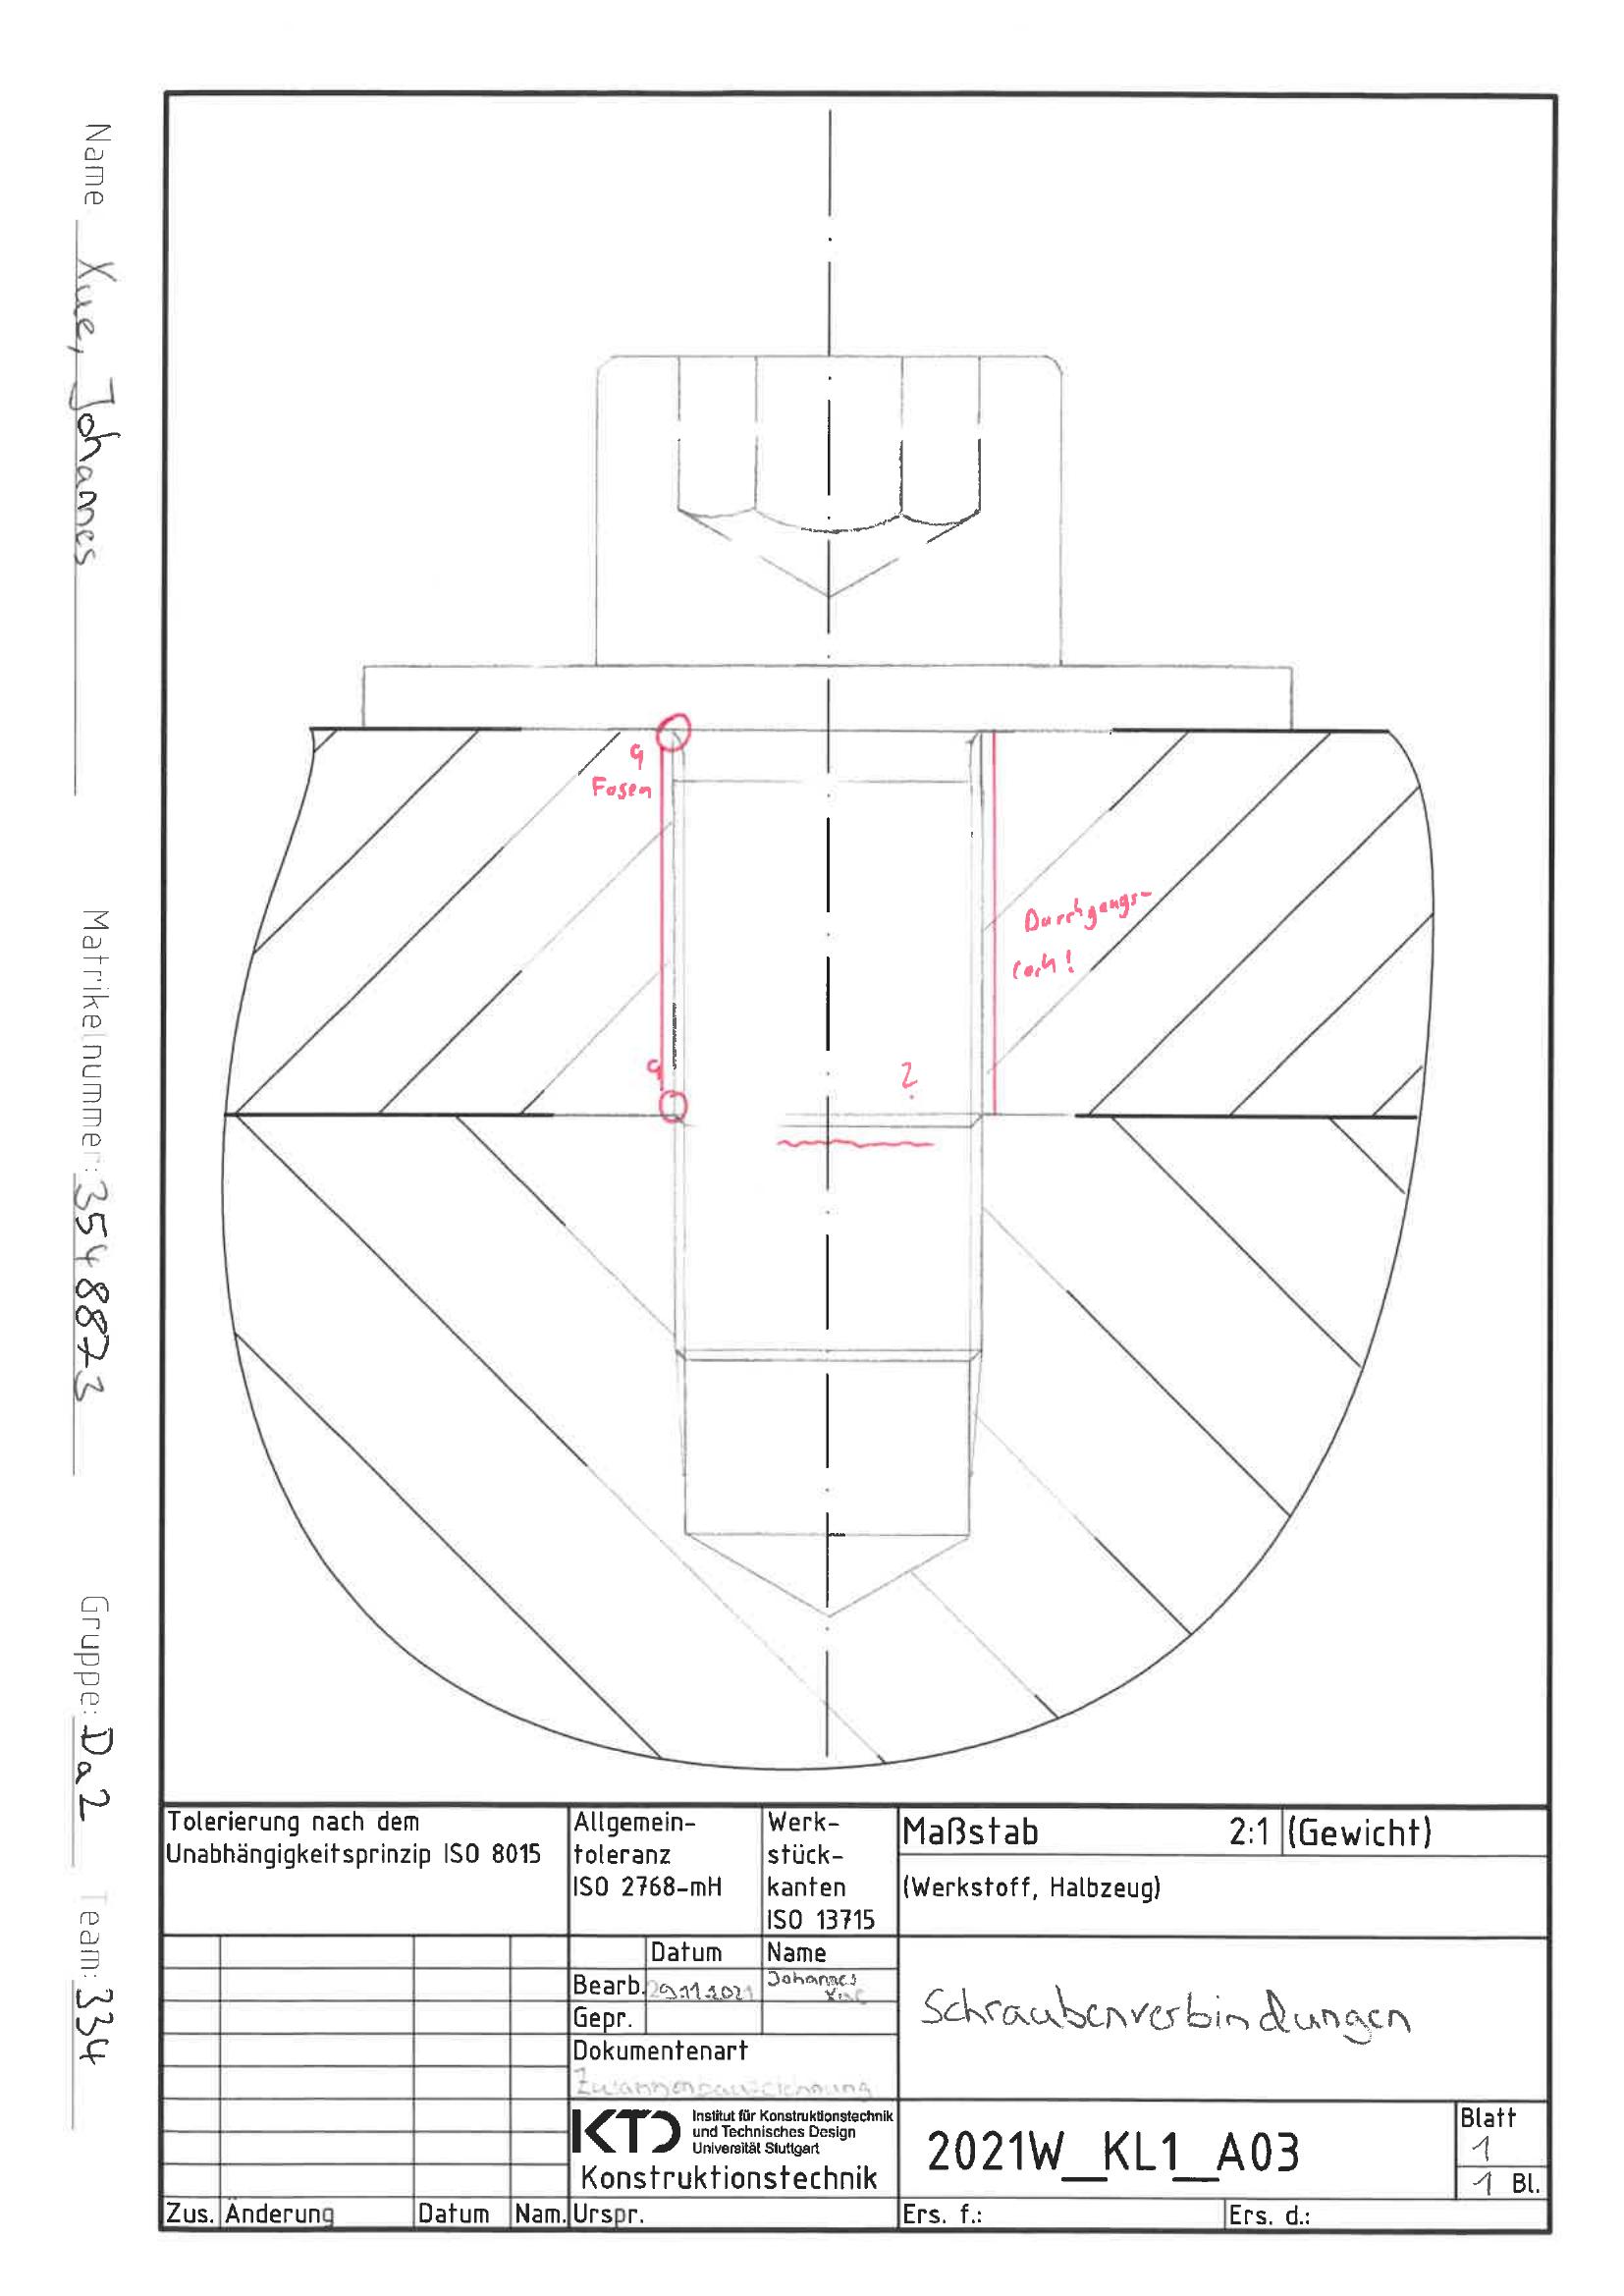 Name: Xue, Johannes
Matrikelnummer: 3548873
Gruppe: Da2
Team: 334
Fasen
Durchgangs-
loch!
?
Tolerierung nach dem
Unabhängigkeitsprinzip ISO 8015
Allgemein-
toleranz
ISO 2768-mH
Werk-
stück-
kanten
ISO 13715
Maßstab 2:1 (Gewicht)
(Werkstoff, Halbzeug)
Datum Name
Bearb. 29.11.2021 Johannes
Xue
Gepr.
Dokumentenart
Zusammenbauzeichnung
Schraubenverbindungen
KTD
Institut für Konstruktionstechnik
und Technisches Design
Universität Stuttgart
Konstruktionstechnik
2021W_KL1_A03
Blatt
1
1 Bl.
Zus. Änderung Datum Nam. Urspr. Ers. f.: Ers. d.: